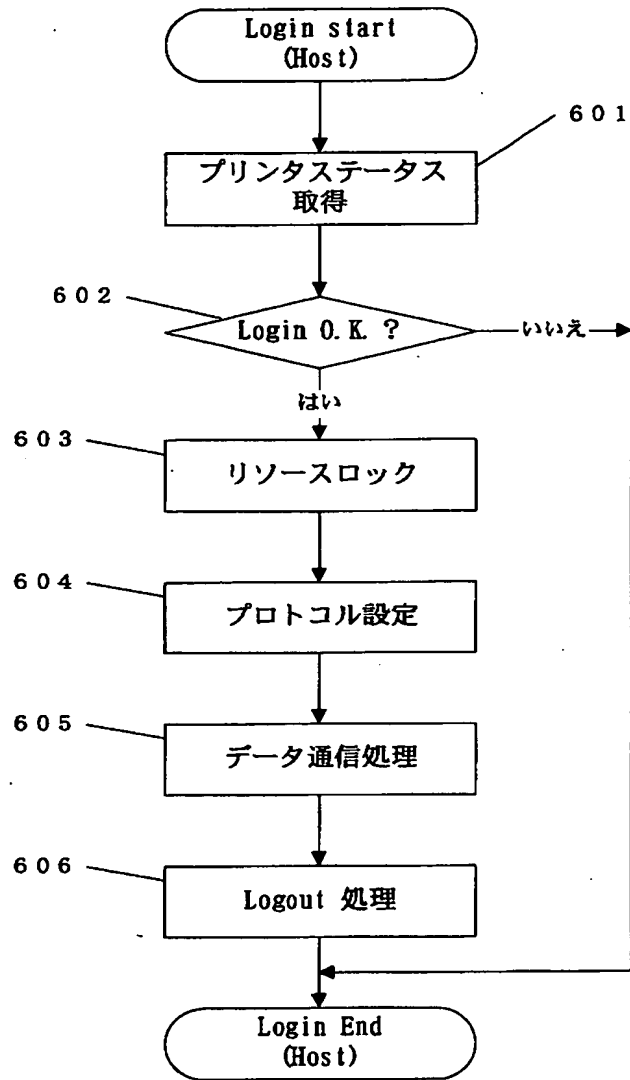 Login start
(Host)
601
プリンタステータス
取得
602
Login O.K. ?
いいえ
はい
603
リソースロック
604
プロトコル設定
605
データ通信処理
606
Logout 処理
Login End
(Host)